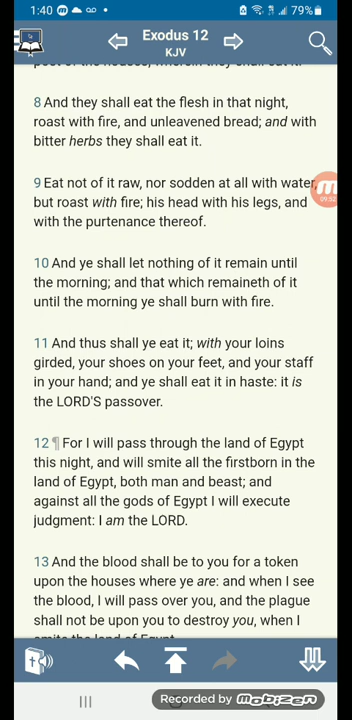 1:40
79%
Exodus 12
KJV
8 And they shall eat the flesh in that night,
roast with fire, and unleavened bread; and with
bitter herbs they shall eat it.
9 Eat not of it raw, nor sodden at all with water,
but roast with fire; his head with his legs, and
with the purtenance thereof.
09:52
10 And ye shall let nothing of it remain until
the morning; and that which remaineth of it
until the morning ye shall burn with fire.
11 And thus shall ye eat it; with your loins
girded, your shoes on your feet, and your staff
in your hand; and ye shall eat it in haste: it is
the LORD'S passover.
12 ¶ For I will pass through the land of Egypt
this night, and will smite all the firstborn in the
land of Egypt, both man and beast; and
against all the gods of Egypt I will execute
judgment: I am the LORD.
13 And the blood shall be to you for a token
upon the houses where ye are: and when I see
the blood, I will pass over you, and the plague
shall not be upon you to destroy you, when I
smite the land of Egypt.
Recorded by Mobizen